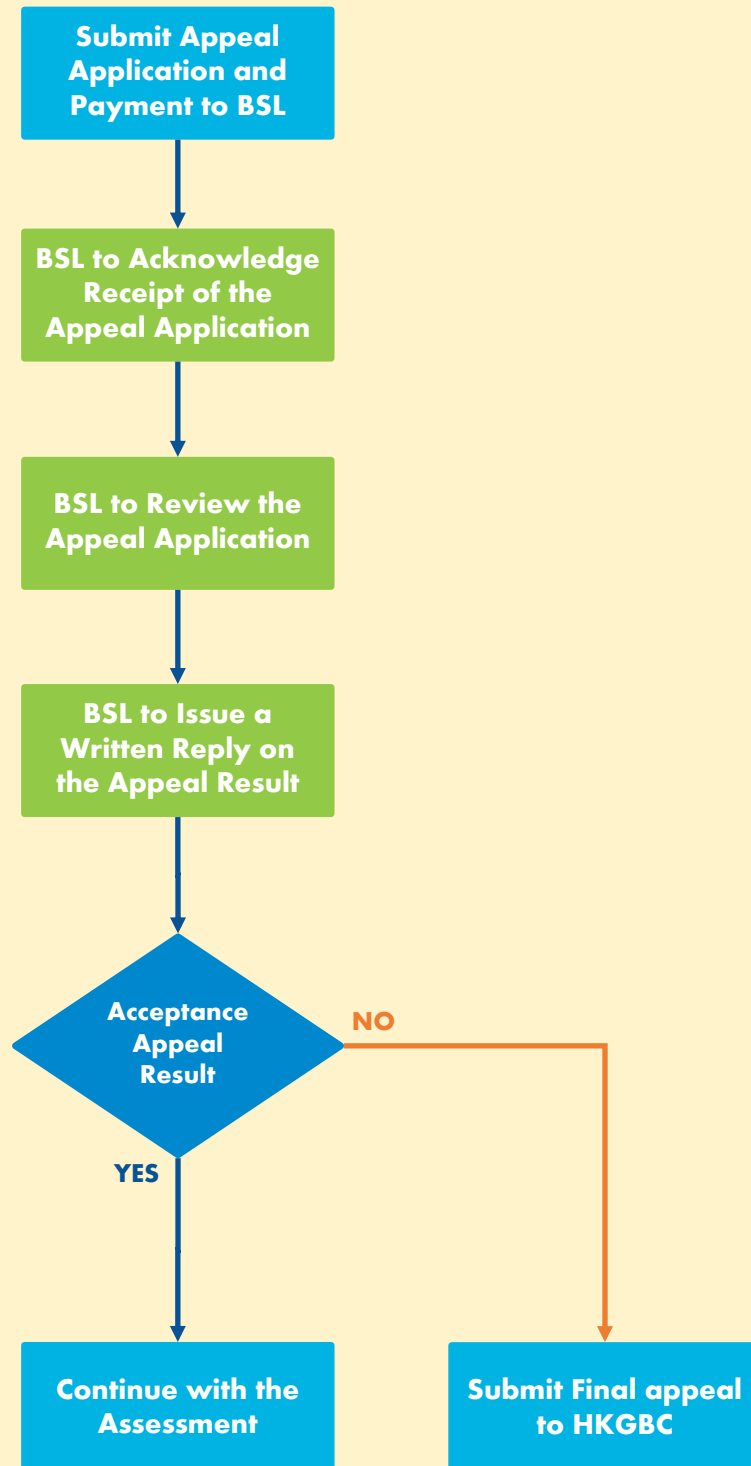 Submit Appeal
Application and
Payment to BSL
BSL to Acknowledge
Receipt of the
Appeal Application
BSL to Review the
Appeal Application
BSL to Issue a
Written Reply on
the Appeal Result
Acceptance
Appeal
Result
NO
YES
Continue with the
Assessment
Submit Final appeal
to HKGBC